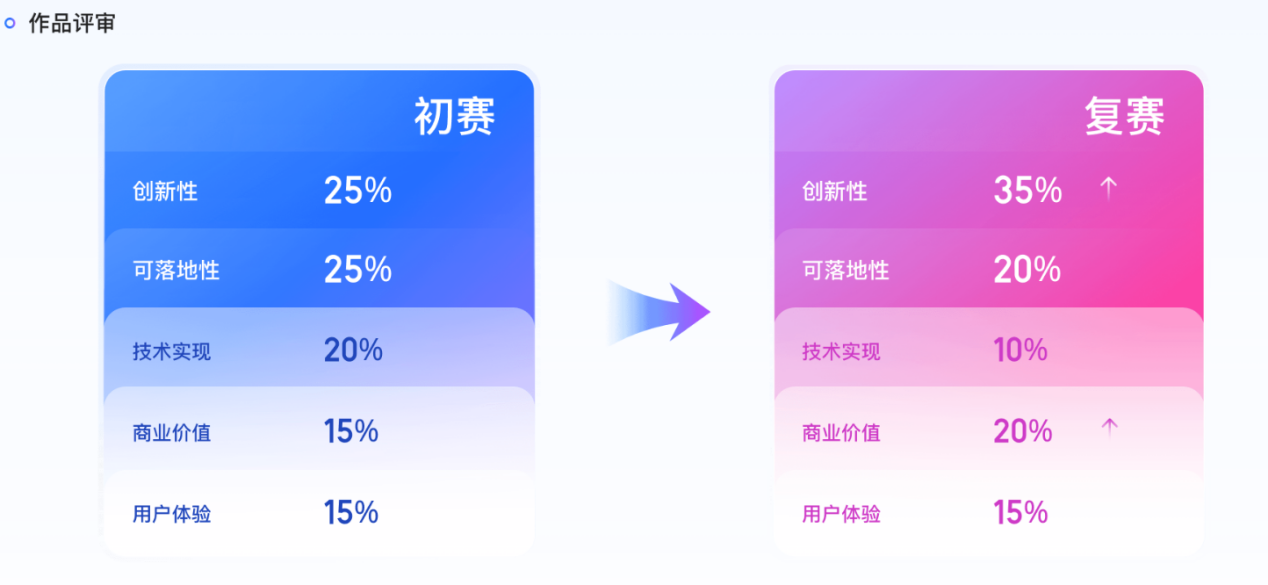 作品评审
初赛
创新性 25%
可落地性 25%
技术实现 20%
商业价值 15%
用户体验 15%
复赛
创新性 35% ↑
可落地性 20%
技术实现 10%
商业价值 20% ↑
用户体验 15%